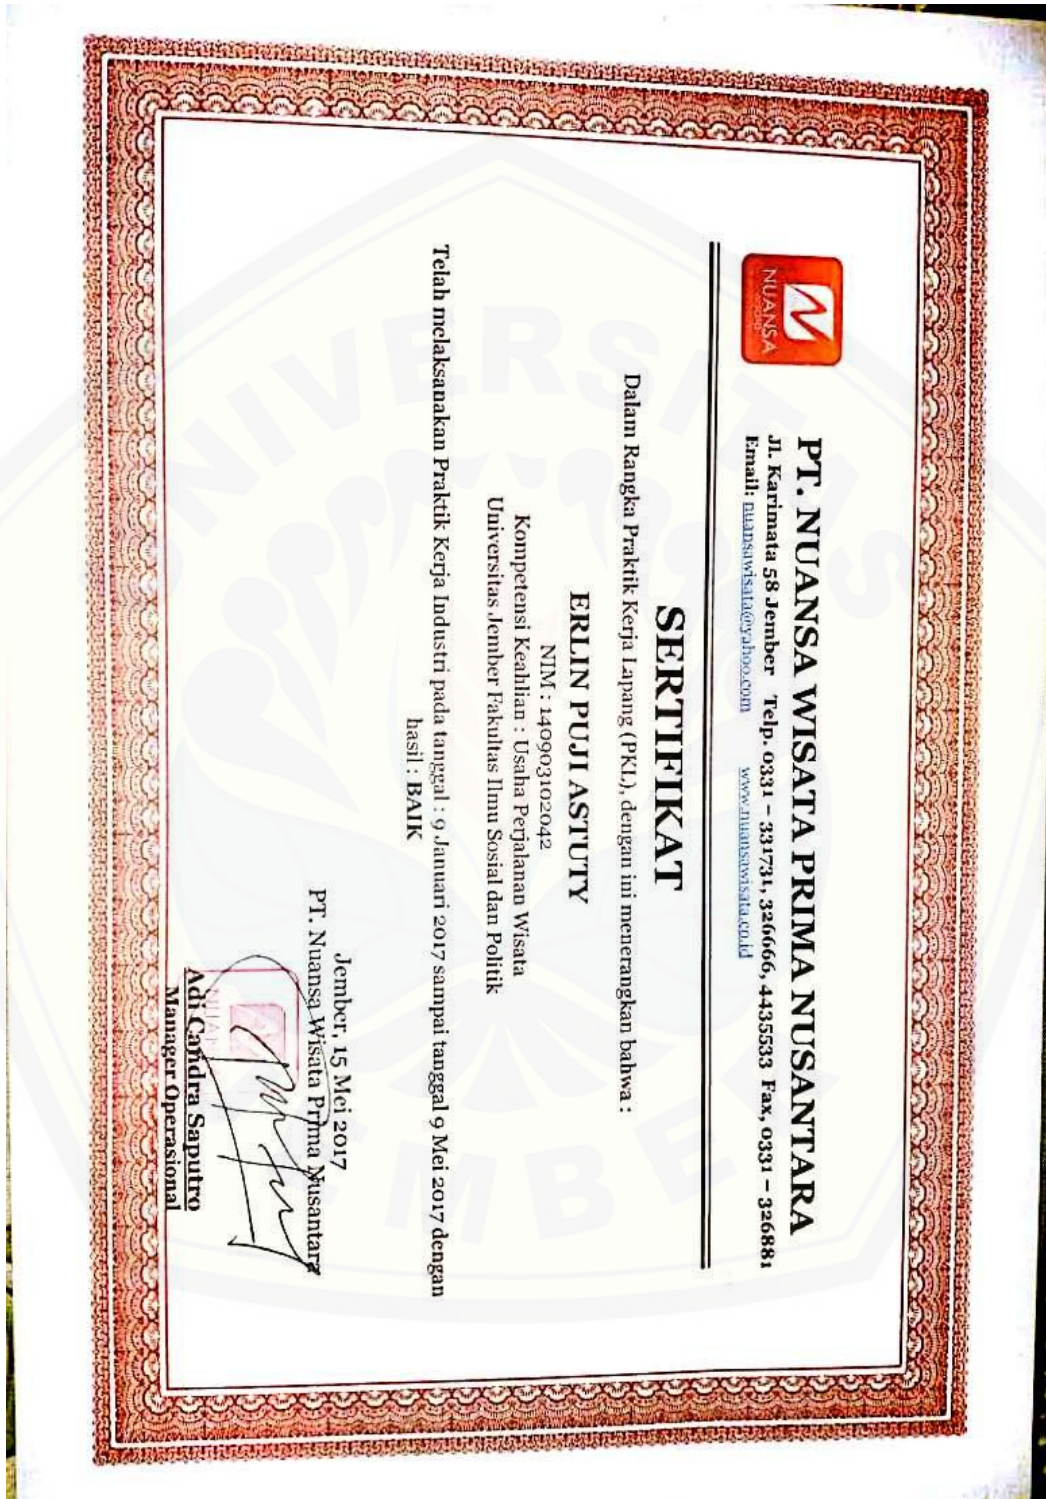 NUANSA
PT. NUANSA WISATA PRIMA NUSANTARA
Jl. Karimata 58 Jember Telp. 0331 – 331731, 326666, 4435533 Fax, 0331 – 326881
Email: nuansawisata@yahoo.com www.nuansawisata.co.id
SERTIFIKAT
Dalam Rangka Praktik Kerja Lapang (PKL), dengan ini menerangkan bahwa :
ERLIN PUJI ASTUTY
NIM : 140903102042
Kompetensi Keahlian : Usaha Perjalanan Wisata
Universitas Jember Fakultas Ilmu Sosial dan Politik
Telah melaksanakan Praktik Kerja Industri pada tanggal : 9 Januari 2017 sampai tanggal 9 Mei 2017 dengan
hasil : BAIK
Jember, 15 Mei 2017
PT. Nuansa Wisata Prima Nusantara
Adi Candra Saputro
Manager Operasional
UNIVERSITAS
JEMBER